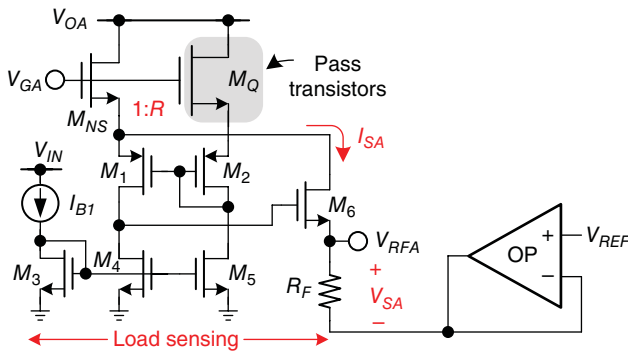 V_OA
V_GA
M_Q
Pass
transistors
M_NS
1:R
I_SA
V_IN
M_1
M_2
I_B1
M_6
V_RFA
OP
+
V_REF
−
M_3
M_4
M_5
R_F
+
V_SA
−
Load sensing